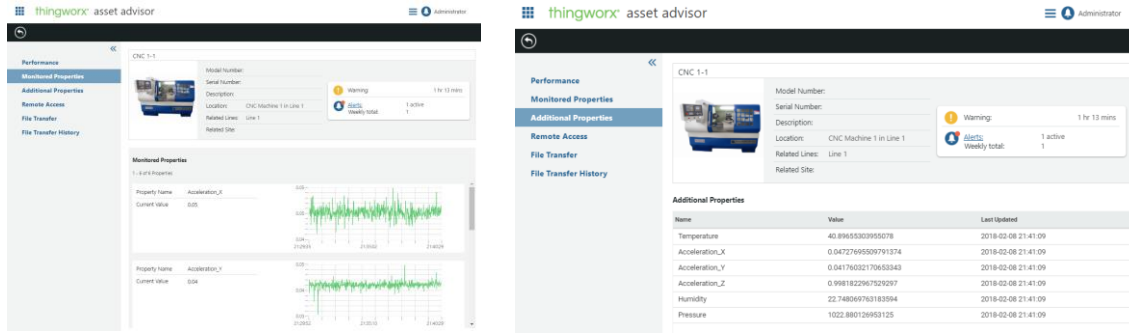 thingworx asset advisor
Administrator
Performance
Monitored Properties
Additional Properties
Remote Access
File Transfer
File Transfer History
CNC 1-1
Model Number:
Serial Number:
Description:
Location: CNC Machine 1 in Line 1
Related Lines: Line 1
Related Site:
Warning: 1 hr 13 mins
Alerts: 1 active
Weekly total: 1
Monitored Properties
Property Name Acceleration_X
Current Value 0.05
Property Name Acceleration_Y
Current Value 0.04
thingworx asset advisor
Administrator
Performance
Monitored Properties
Additional Properties
Remote Access
File Transfer
File Transfer History
CNC 1-1
Model Number:
Serial Number:
Description:
Location: CNC Machine 1 in Line 1
Related Lines: Line 1
Related Site:
Warning: 1 hr 13 mins
Alerts: 1 active
Weekly total: 1
Additional Properties
Name Value Last Updated
Temperature 40.89655303955078 2018-02-08 21:41:09
Acceleration_X 0.04727695509791374 2018-02-08 21:41:09
Acceleration_Y 0.04176032170653343 2018-02-08 21:41:09
Acceleration_Z 0.9981822967529297 2018-02-08 21:41:09
Humidity 22.748069763183594 2018-02-08 21:41:09
Pressure 1022.880126953125 2018-02-08 21:41:09